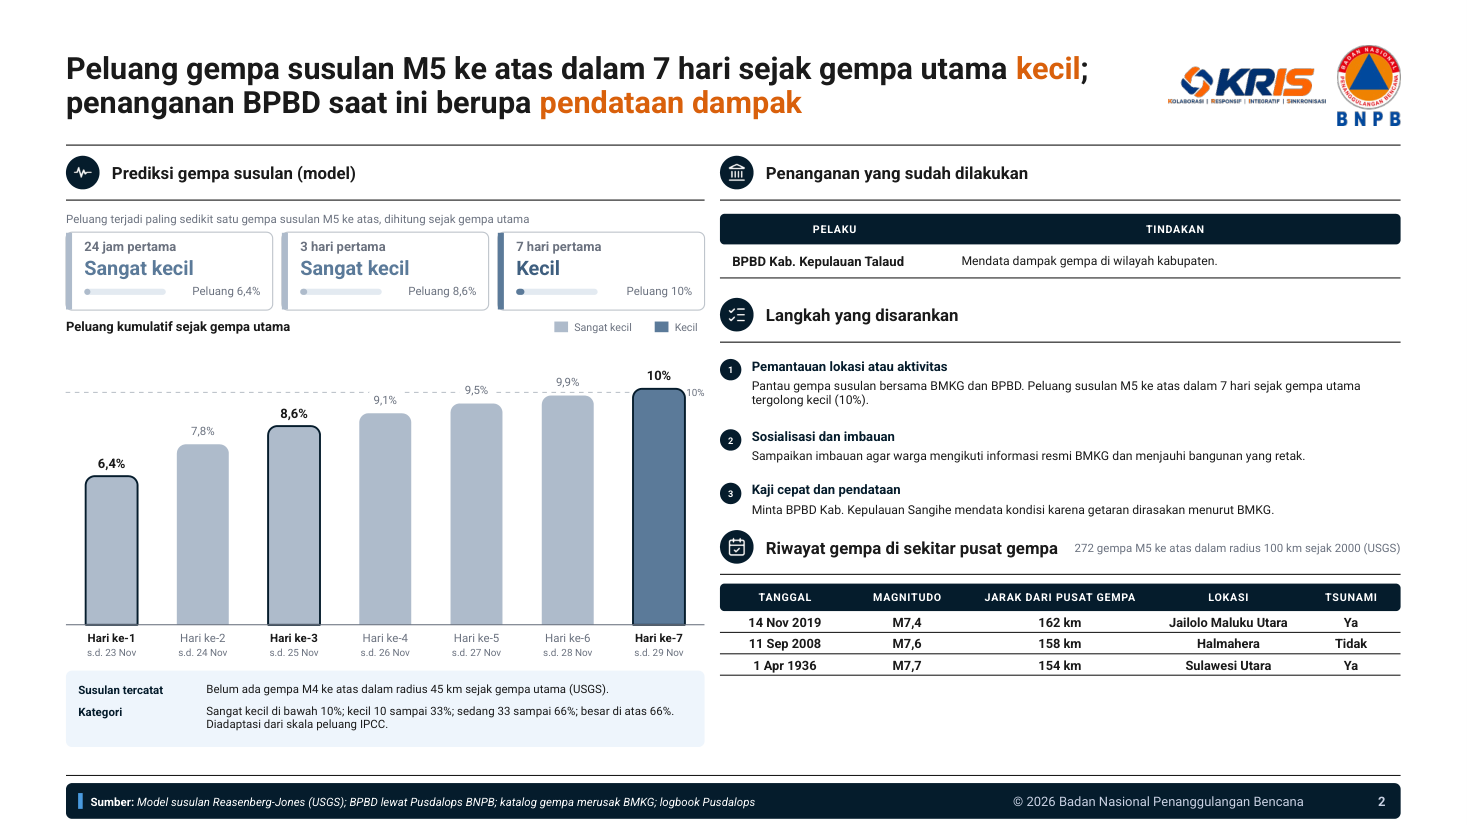 Peluang gempa susulan M5 ke atas dalam 7 hari sejak gempa utama kecil;
penanganan BPBD saat ini berupa pendataan dampak
KRIS
KOLABORASI | RESPONSIF | INTEGRATIF | SINKRONISASI
BADAN NASIONAL
PENANGGULANGAN BENCANA
BNPB
Prediksi gempa susulan (model)
Peluang terjadi paling sedikit satu gempa susulan M5 ke atas, dihitung sejak gempa utama
24 jam pertama
Sangat kecil
Peluang 6,4%
3 hari pertama
Sangat kecil
Peluang 8,6%
7 hari pertama
Kecil
Peluang 10%
Peluang kumulatif sejak gempa utama
Sangat kecil
Kecil
6,4%
7,8%
8,6%
9,1%
9,5%
9,9%
10%
10%
Hari ke-1
s.d. 23 Nov
Hari ke-2
s.d. 24 Nov
Hari ke-3
s.d. 25 Nov
Hari ke-4
s.d. 26 Nov
Hari ke-5
s.d. 27 Nov
Hari ke-6
s.d. 28 Nov
Hari ke-7
s.d. 29 Nov
Susulan tercatat Belum ada gempa M4 ke atas dalam radius 45 km sejak gempa utama (USGS).
Kategori Sangat kecil di bawah 10%; kecil 10 sampai 33%; sedang 33 sampai 66%; besar di atas 66%.
Diadaptasi dari skala peluang IPCC.
Penanganan yang sudah dilakukan
PELAKU TINDAKAN
BPBD Kab. Kepulauan Talaud Mendata dampak gempa di wilayah kabupaten.
Langkah yang disarankan
1 Pemantauan lokasi atau aktivitas
Pantau gempa susulan bersama BMKG dan BPBD. Peluang susulan M5 ke atas dalam 7 hari sejak gempa utama
tergolong kecil (10%).
2 Sosialisasi dan imbauan
Sampaikan imbauan agar warga mengikuti informasi resmi BMKG dan menjauhi bangunan yang retak.
3 Kaji cepat dan pendataan
Minta BPBD Kab. Kepulauan Sangihe mendata kondisi karena getaran dirasakan menurut BMKG.
Riwayat gempa di sekitar pusat gempa 272 gempa M5 ke atas dalam radius 100 km sejak 2000 (USGS)
TANGGAL MAGNITUDO JARAK DARI PUSAT GEMPA LOKASI TSUNAMI
14 Nov 2019 M7,4 162 km Jailolo Maluku Utara Ya
11 Sep 2008 M7,6 158 km Halmahera Tidak
1 Apr 1936 M7,7 154 km Sulawesi Utara Ya
Sumber: Model susulan Reasenberg-Jones (USGS); BPBD lewat Pusdalops BNPB; katalog gempa merusak BMKG; logbook Pusdalops
© 2026 Badan Nasional Penanggulangan Bencana 2